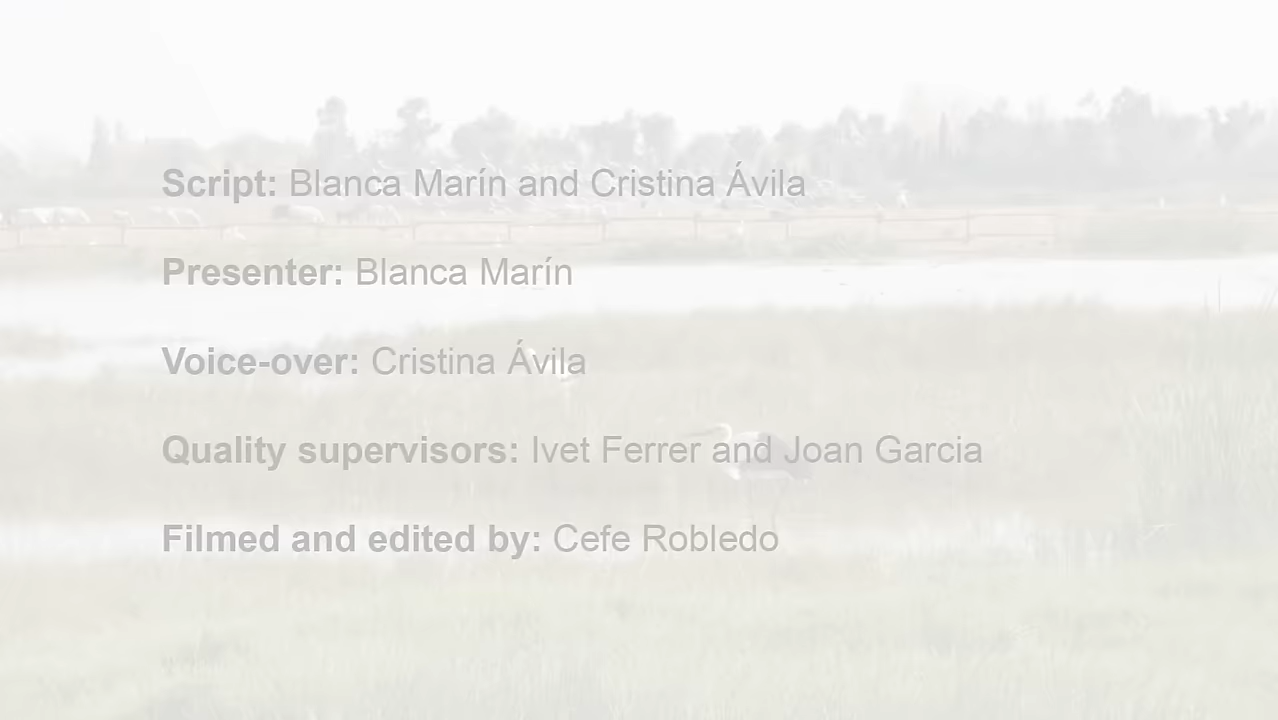 Script: Blanca Marín and Cristina Ávila
Presenter: Blanca Marín
Voice-over: Cristina Ávila
Quality supervisors: Ivet Ferrer and Joan Garcia
Filmed and edited by: Cefe Robledo